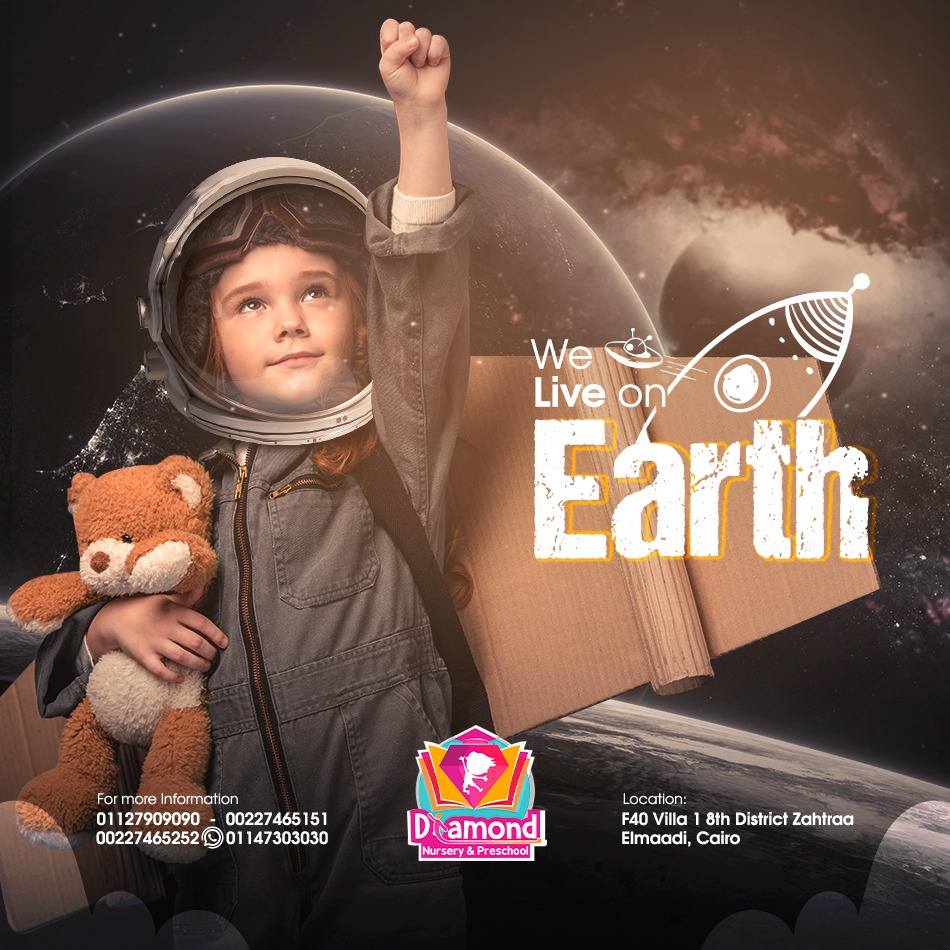 We
Live on
Earth
For more Information
01127909090 - 00227465151
00227465252 01147303030
Diamond
Nursery & Preschool
Location:
F40 Villa 1 8th District Zahtraa
Elmaadi, Cairo